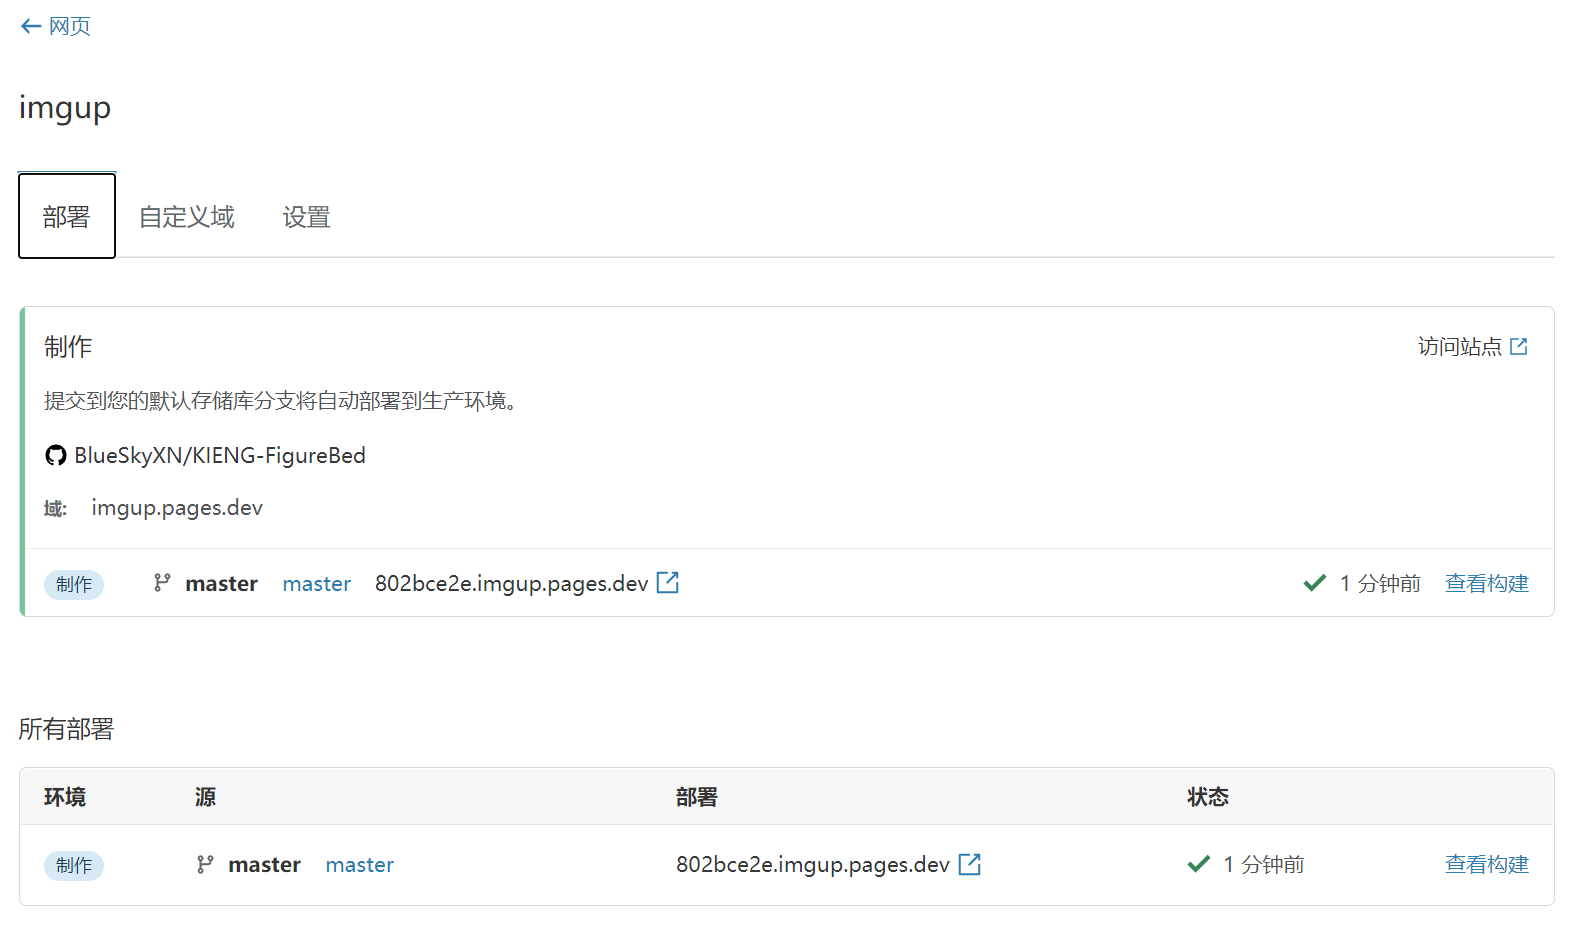 网页
imgup
部署 自定义域 设置
制作 访问站点
提交到您的默认存储库分支将自动部署到生产环境。
BlueSkyXN/KIENG-FigureBed
域: imgup.pages.dev
制作 master master 802bce2e.imgup.pages.dev 1 分钟前 查看构建
所有部署
环境 源 部署 状态
制作 master master 802bce2e.imgup.pages.dev 1 分钟前 查看构建